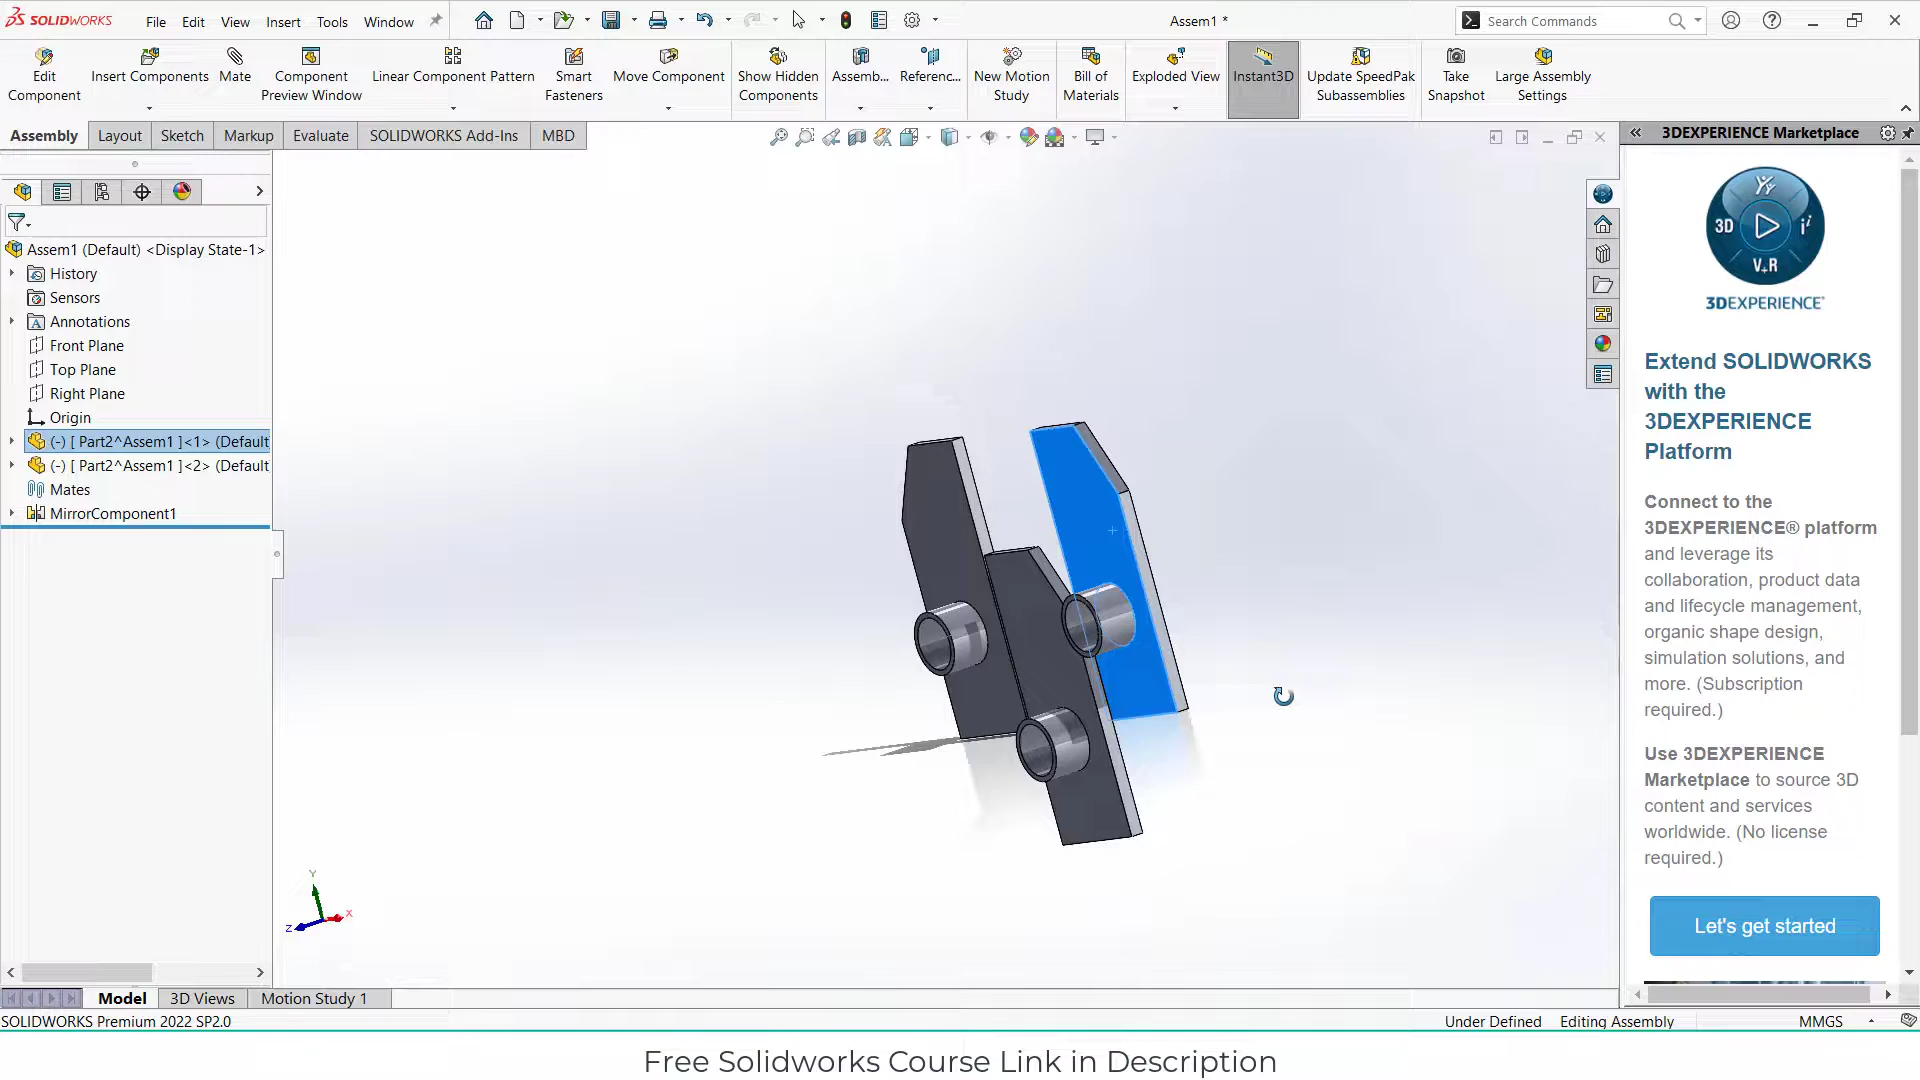 SOLIDWORKS
File Edit View Insert Tools Window
Assem1 *
Search Commands
Edit Component
Insert Components
Mate
Component Preview Window
Linear Component Pattern
Smart Fasteners
Move Component
Show Hidden Components
Assemb...
Referenc...
New Motion Study
Bill of Materials
Exploded View
Instant3D
Update SpeedPak Subassemblies
Take Snapshot
Large Assembly Settings
Assembly Layout Sketch Markup Evaluate SOLIDWORKS Add-Ins MBD
Assem1 (Default) <Display State-1>
History
Sensors
Annotations
Front Plane
Top Plane
Right Plane
Origin
(-) [ Part2^Assem1 ]<1> (Default
(-) [ Part2^Assem1 ]<2> (Default
Mates
MirrorComponent1
Y
X
Z
3DEXPERIENCE Marketplace
3D
V+R
3DEXPERIENCE
Extend SOLIDWORKS
with the
3DEXPERIENCE
Platform
Connect to the
3DEXPERIENCE® platform
and leverage its
collaboration, product data
and lifecycle management,
organic shape design,
simulation solutions, and
more. (Subscription
required.)
Use 3DEXPERIENCE
Marketplace to source 3D
content and services
worldwide. (No license
required.)
Let's get started
Model 3D Views Motion Study 1
SOLIDWORKS Premium 2022 SP2.0
Under Defined Editing Assembly MMGS
Free Solidworks Course Link in Description